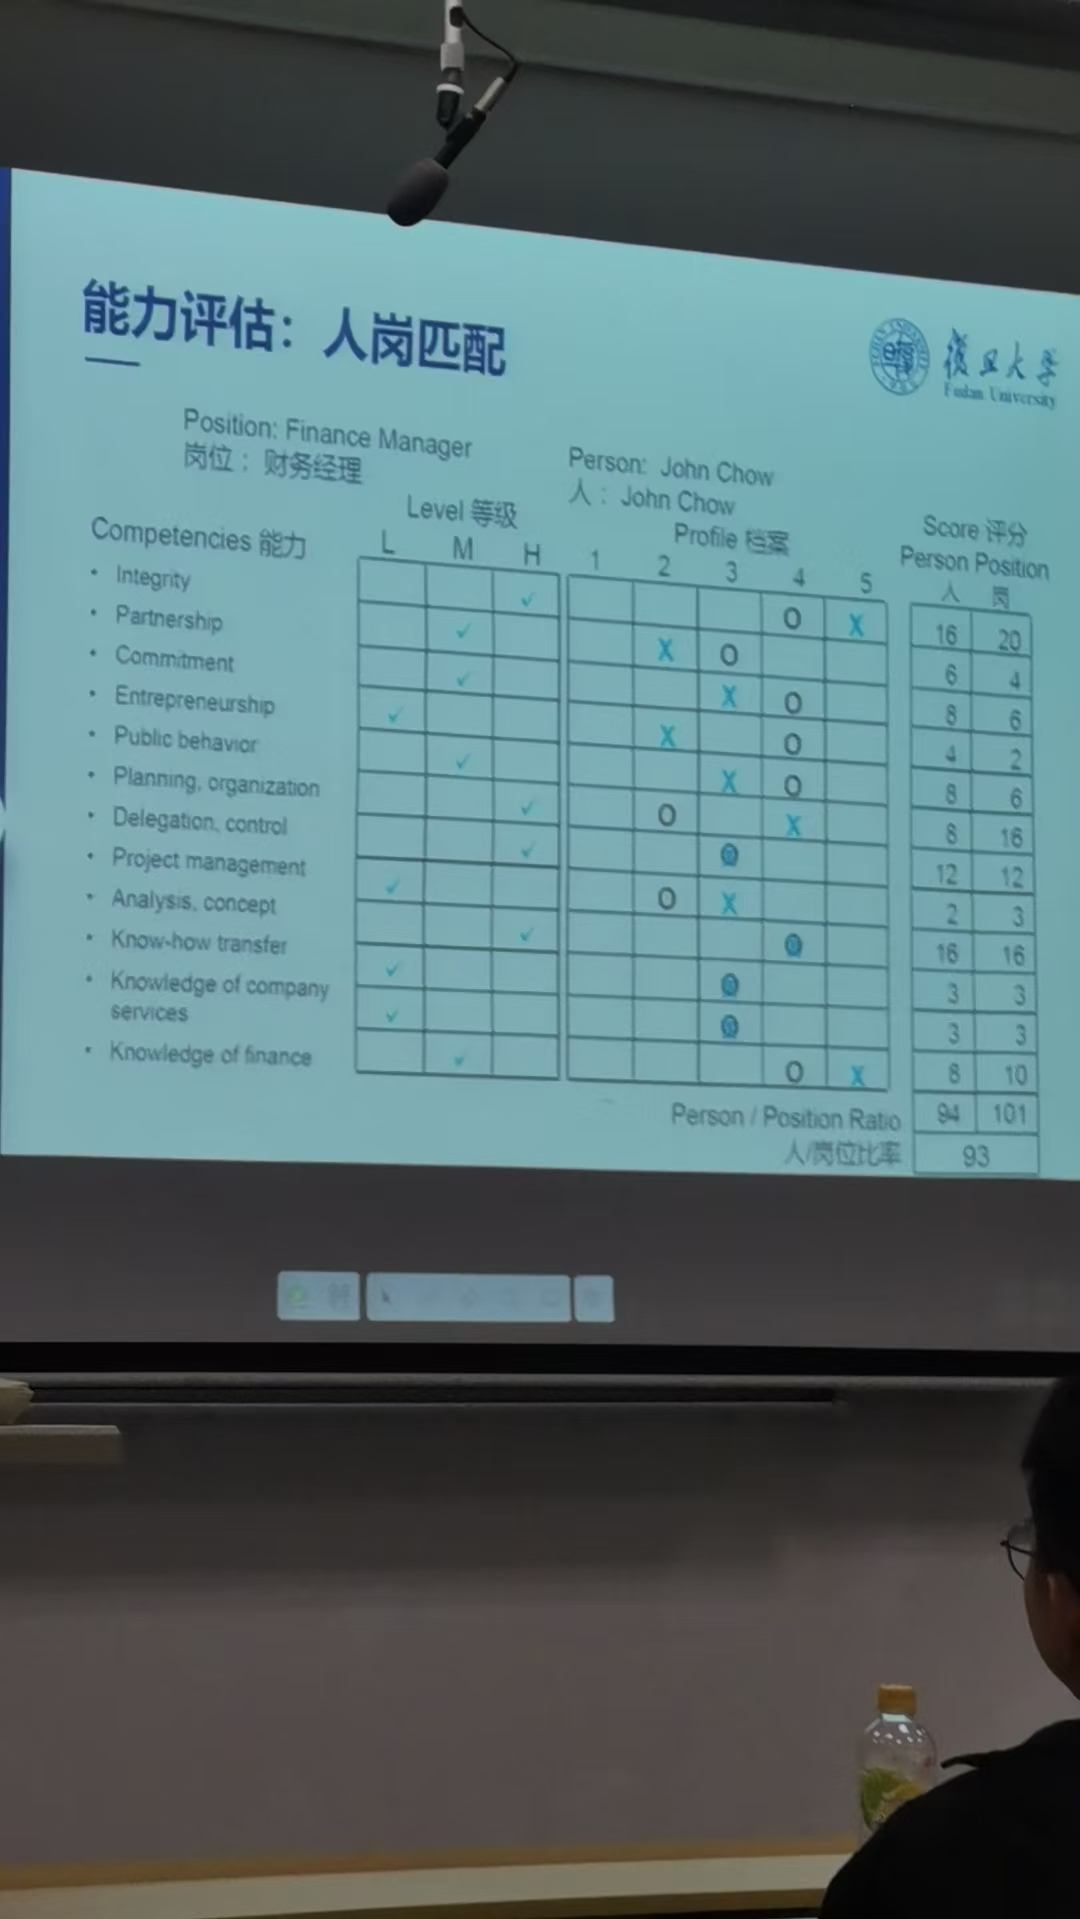 能力评估：人岗匹配
復旦大学
Fudan University
Position: Finance Manager
岗位：财务经理
Person: John Chow
人：John Chow
Competencies 能力
Level 等级
L M H
Profile 档案
1 2 3 4 5
Score 评分
Person Position
人 岗
• Integrity ✓ O X 16 20
• Partnership ✓ X O 6 4
• Commitment ✓ X O 8 6
• Entrepreneurship ✓ X O 4 2
• Public behavior ✓ X O 8 6
• Planning, organization ✓ O X 8 16
• Delegation, control ✓ 12 12
• Project management ✓ O X 2 3
• Analysis, concept ✓ 16 16
• Know-how transfer ✓ 3 3
• Knowledge of company
services ✓ 3 3
• Knowledge of finance ✓ O X 8 10
Person / Position Ratio 94 101
人/岗位比率 93